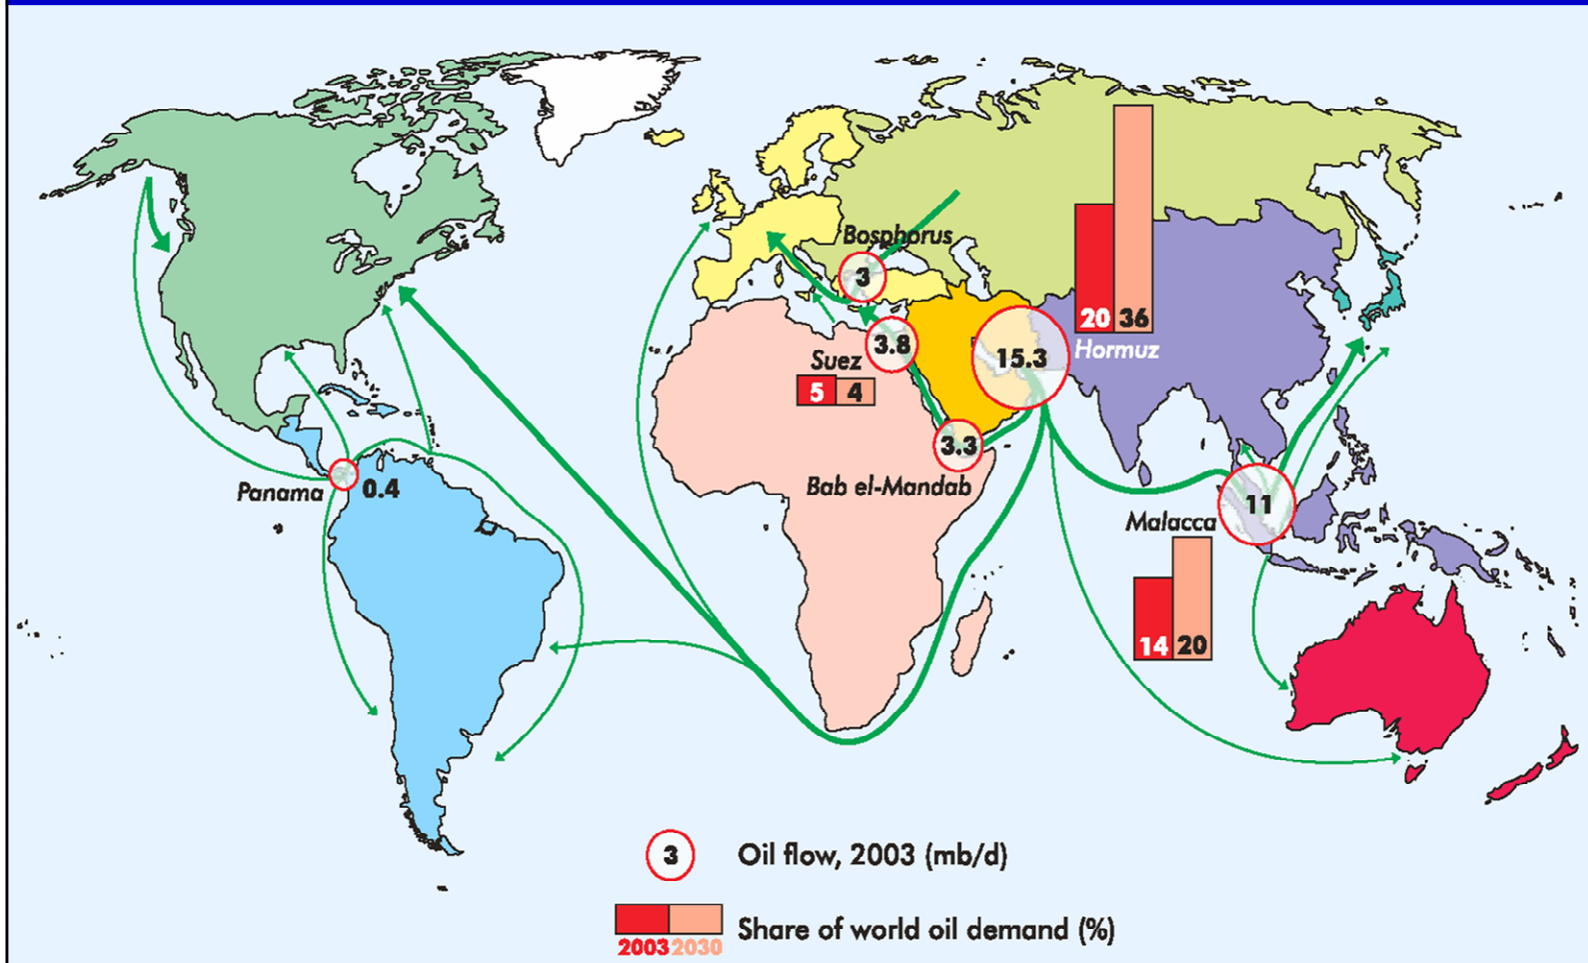 Bosphorus
3
20 36
Hormuz
3.8
15.3
Suez
5 4
3.3
Bab el-Mandab
Panama
0.4
11
Malacca
14 20
3 Oil flow, 2003 (mb/d)
Share of world oil demand (%)
2003 2030